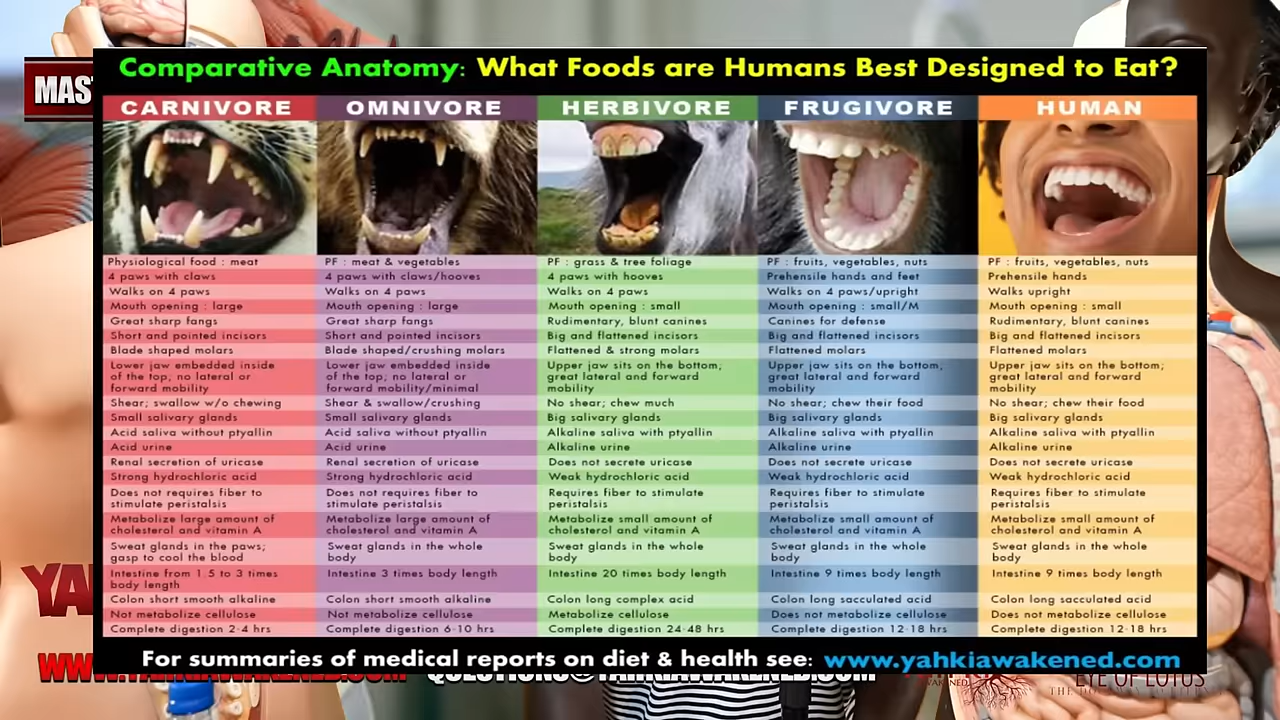 Comparative Anatomy: What Foods are Humans Best Designed to Eat?
MAS
CARNIVORE
OMNIVORE
HERBIVORE
FRUGIVORE
HUMAN
Physiological food : meat
PF : meat & vegetables
PF : grass & tree foliage
PF : fruits, vegetables, nuts
PF : fruits, vegetables, nuts
4 paws with claws
4 paws with claws/hooves
4 paws with hooves
Prehensile hands and feet
Prehensile hands
Walks on 4 paws
Walks on 4 paws
Walks on 4 paws
Walks on 4 paws/upright
Walks upright
Mouth opening : large
Mouth opening : large
Mouth opening : small
Mouth opening : small/M
Mouth opening : small
Great sharp fangs
Great sharp fangs
Rudimentary, blunt canines
Canines for defense
Rudimentary, blunt canines
Short and pointed incisors
Short and pointed incisors
Big and flattened incisors
Big and flattened incisors
Big and flattened incisors
Blade shaped molars
Blade shaped/crushing molars
Flattened & strong molars
Flattened molars
Flattened molars
Lower jaw embedded inside
of the top; no lateral or
forward mobility
Lower jaw embedded inside
of the top; no lateral or
forward mobility/minimal
Upper jaw sits on the bottom;
great lateral and forward
mobility
Upper jaw sits on the bottom;
great lateral and forward
mobility
Upper jaw sits on the bottom;
great lateral and forward
mobility
Shear; swallow w/o chewing
Shear & swallow/crushing
No shear; chew much
No shear; chew their food
No shear; chew their food
Small salivary glands
Small salivary glands
Big salivary glands
Big salivary glands
Big salivary glands
Acid saliva without ptyallin
Acid saliva without ptyallin
Alkaline saliva with ptyallin
Alkaline saliva with ptyallin
Alkaline saliva with ptyallin
Acid urine
Acid urine
Alkaline urine
Alkaline urine
Alkaline urine
Renal secretion of uricase
Renal secretion of uricase
Does not secrete uricase
Does not secrete uricase
Does not secrete uricase
Strong hydrochloric acid
Strong hydrochloric acid
Weak hydrochloric acid
Weak hydrochloric acid
Weak hydrochloric acid
Does not requires fiber to
stimulate peristalsis
Does not requires fiber to
stimulate peristalsis
Requires fiber to stimulate
peristalsis
Requires fiber to stimulate
peristalsis
Requires fiber to stimulate
peristalsis
Metabolize large amount of
cholesterol and vitamin A
Metabolize large amount of
cholesterol and vitamin A
Metabolize small amount of
cholesterol and vitamin A
Metabolize small amount of
cholesterol and vitamin A
Metabolize small amount of
cholesterol and vitamin A
Sweat glands in the paws;
gasp to cool the blood
Sweat glands in the whole
body
Sweat glands in the whole
body
Sweat glands in the whole
body
Sweat glands in the whole
body
Intestine from 1.5 to 3 times
body length
Intestine 3 times body length
Intestine 20 times body length
Intestine 9 times body length
Intestine 9 times body length
Colon short smooth alkaline
Colon short smooth alkaline
Colon long complex acid
Colon long sacculated acid
Colon long sacculated acid
Not metabolize cellulose
Not metabolize cellulose
Metabolize cellulose
Does not metabolize cellulose
Does not metabolize cellulose
Complete digestion 2-4 hrs
Complete digestion 6-10 hrs
Complete digestion 24-48 hrs
Complete digestion 12-18 hrs
Complete digestion 12-18 hrs
YA
For summaries of medical reports on diet & health see: www.yahkiawakened.com
WWW.YAHKIAWAKENED.COM
QUESTIONS@YAHKIAWAKENED.COM
EYE OF LOTUS